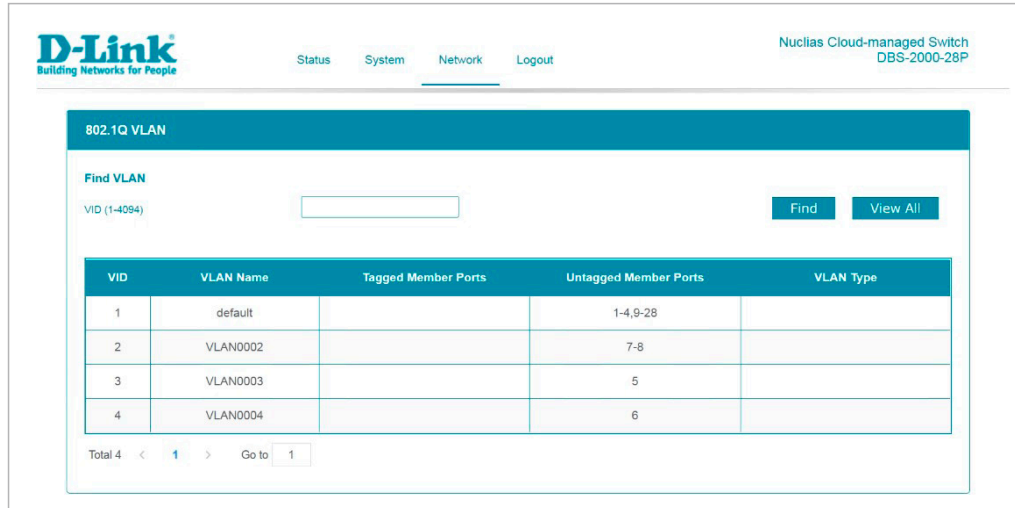 D-Link
Building Networks for People
Status System Network Logout
Nuclias Cloud-managed Switch
DBS-2000-28P
802.1Q VLAN
Find VLAN
VID (1-4094)
Find View All
VID VLAN Name Tagged Member Ports Untagged Member Ports VLAN Type
1 default 1-4,9-28
2 VLAN0002 7-8
3 VLAN0003 5
4 VLAN0004 6
Total 4 < 1 > Go to 1